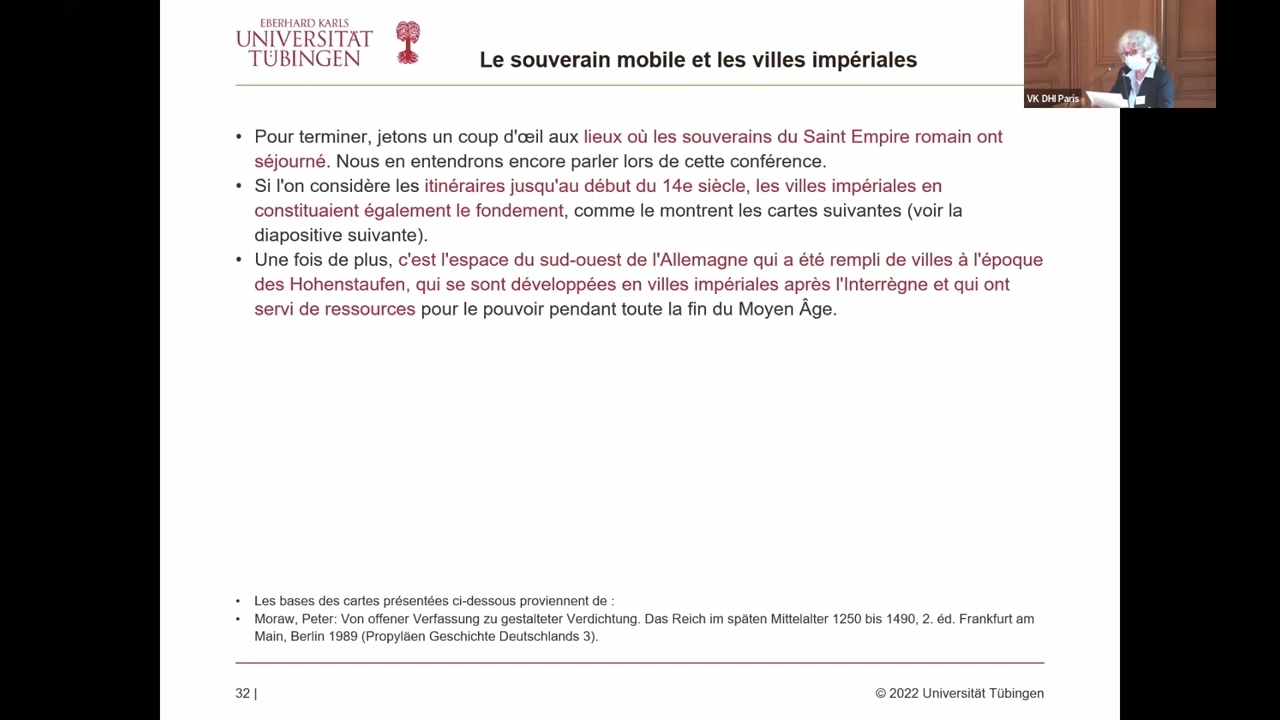 EBERHARD KARLS
UNIVERSITÄT
TÜBINGEN
Le souverain mobile et les villes impériales
VK DHI Paris
• Pour terminer, jetons un coup d'œil aux lieux où les souverains du Saint Empire romain ont
séjourné. Nous en entendrons encore parler lors de cette conférence.
• Si l'on considère les itinéraires jusqu'au début du 14e siècle, les villes impériales en
constituaient également le fondement, comme le montrent les cartes suivantes (voir la
diapositive suivante).
• Une fois de plus, c'est l'espace du sud-ouest de l'Allemagne qui a été rempli de villes à l'époque
des Hohenstaufen, qui se sont développées en villes impériales après l'Interrègne et qui ont
servi de ressources pour le pouvoir pendant toute la fin du Moyen Âge.
• Les bases des cartes présentées ci-dessous proviennent de :
• Moraw, Peter: Von offener Verfassung zu gestalteter Verdichtung. Das Reich im späten Mittelalter 1250 bis 1490, 2. éd. Frankfurt am
Main, Berlin 1989 (Propyläen Geschichte Deutschlands 3).
32 |
© 2022 Universität Tübingen